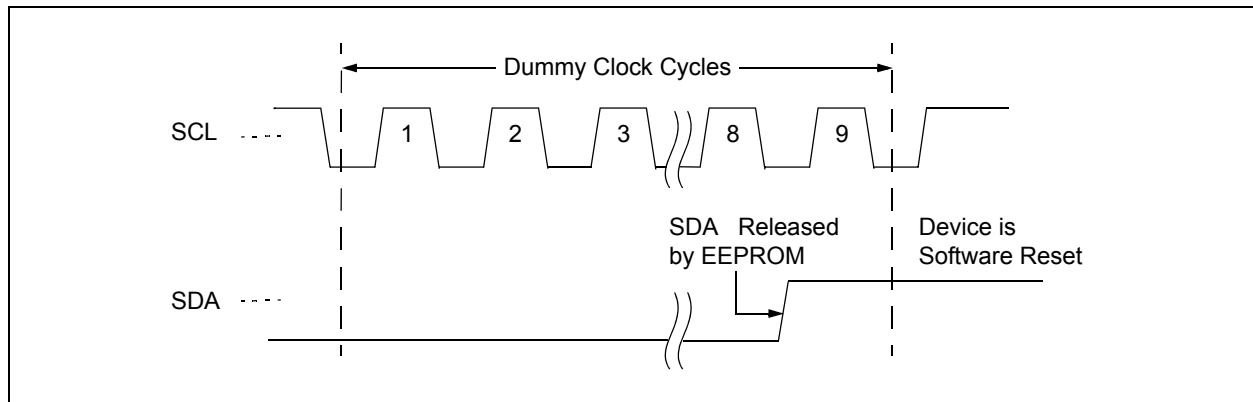 Dummy Clock Cycles
SCL
1 2 3 8 9
SDA Released
by EEPROM
Device is
Software Reset
SDA